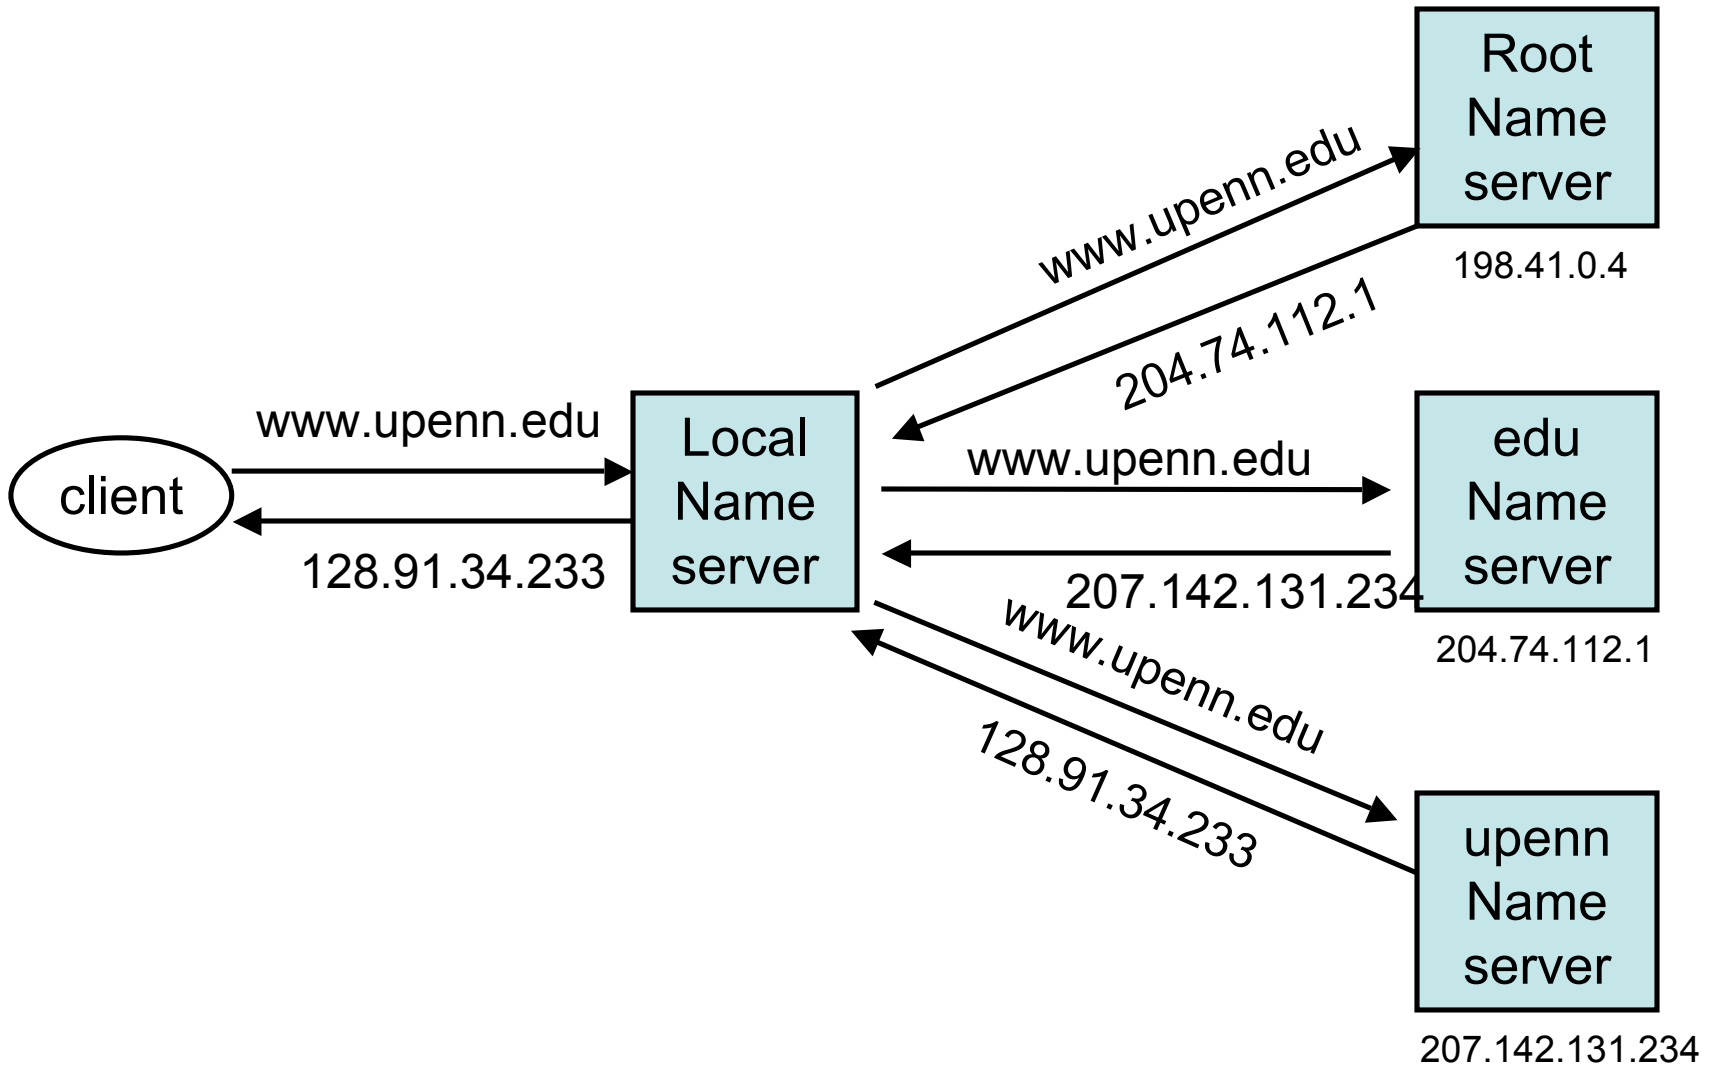 Root
Name
server
198.41.0.4
www.upenn.edu
204.74.112.1
www.upenn.edu
128.91.34.233
client
Local
Name
server
www.upenn.edu
207.142.131.234
edu
Name
server
204.74.112.1
www.upenn.edu
128.91.34.233
upenn
Name
server
207.142.131.234